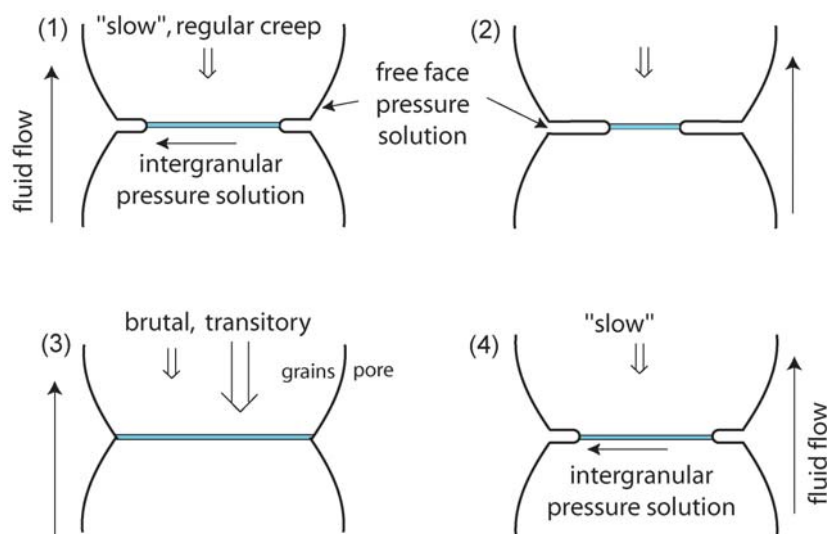 (1)
"slow", regular creep
fluid flow
intergranular
pressure solution
free face
pressure
solution
(2)
(3)
brutal, transitory
grains
pore
(4)
"slow"
intergranular
pressure solution
fluid flow